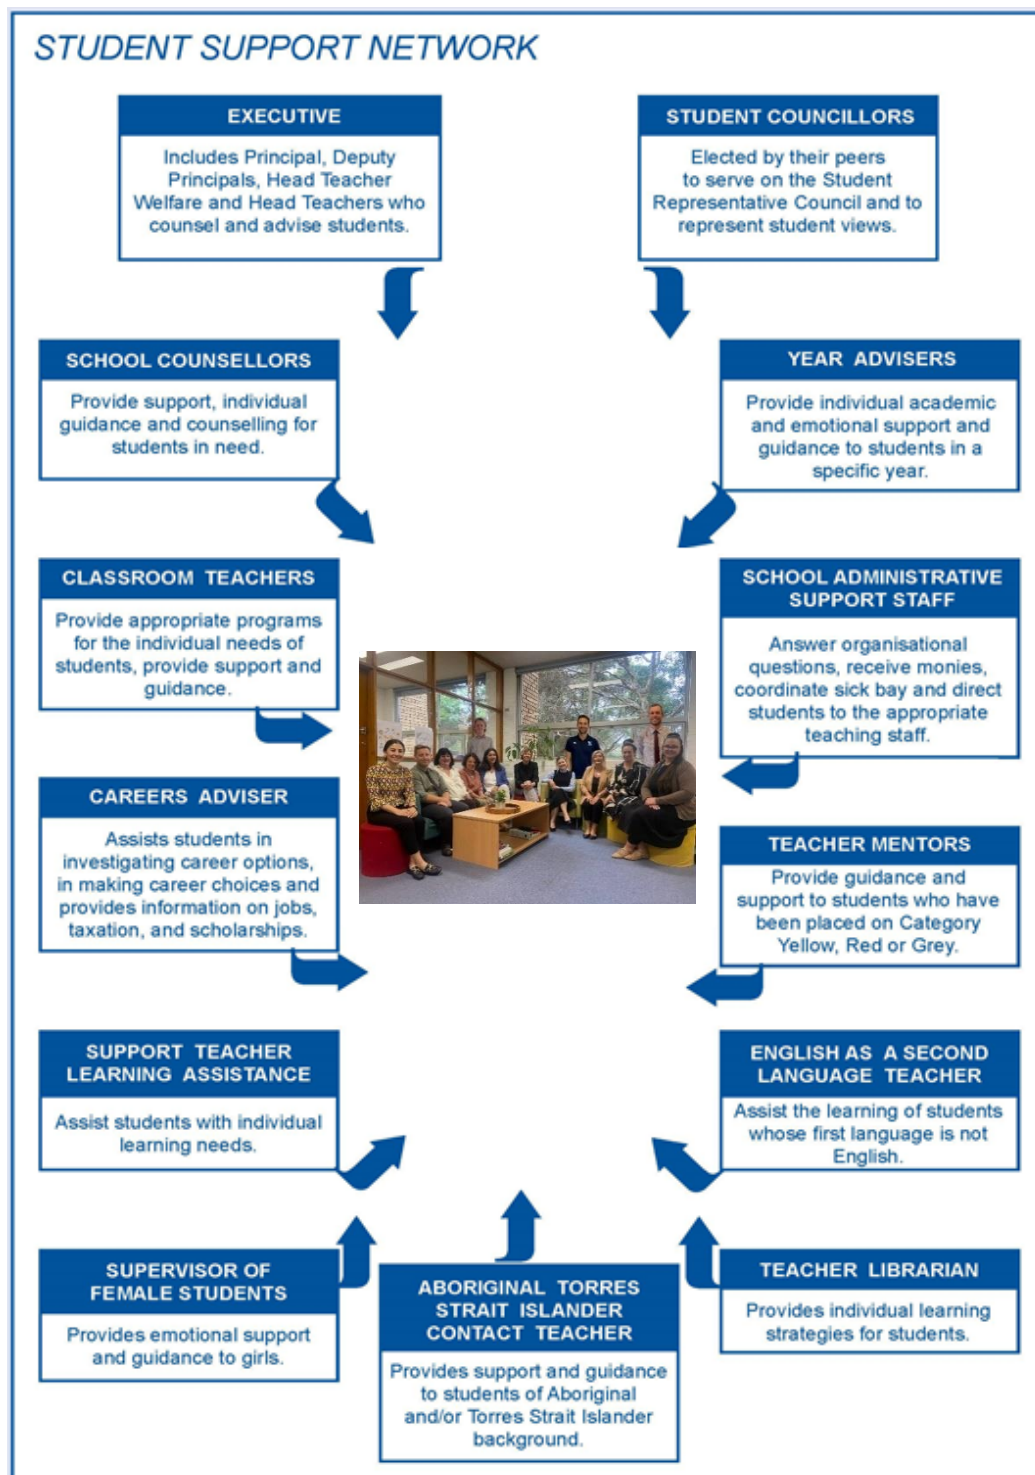 STUDENT SUPPORT NETWORK
EXECUTIVE
Includes Principal, Deputy
Principals, Head Teacher
Welfare and Head Teachers who
counsel and advise students.
STUDENT COUNCILLORS
Elected by their peers
to serve on the Student
Representative Council and to
represent student views.
SCHOOL COUNSELLORS
Provide support, individual
guidance and counselling for
students in need.
YEAR ADVISERS
Provide individual academic
and emotional support and
guidance to students in a
specific year.
CLASSROOM TEACHERS
Provide appropriate programs
for the individual needs of
students, provide support and
guidance.
SCHOOL ADMINISTRATIVE
SUPPORT STAFF
Answer organisational
questions, receive monies,
coordinate sick bay and direct
students to the appropriate
teaching staff.
CAREERS ADVISER
Assists students in
investigating career options,
in making career choices and
provides information on jobs,
taxation, and scholarships.
TEACHER MENTORS
Provide guidance and
support to students who have
been placed on Category
Yellow, Red or Grey.
SUPPORT TEACHER
LEARNING ASSISTANCE
Assist students with individual
learning needs.
ENGLISH AS A SECOND
LANGUAGE TEACHER
Assist the learning of students
whose first language is not
English.
SUPERVISOR OF
FEMALE STUDENTS
Provides emotional support
and guidance to girls.
ABORIGINAL TORRES
STRAIT ISLANDER
CONTACT TEACHER
Provides support and guidance
to students of Aboriginal
and/or Torres Strait Islander
background.
TEACHER LIBRARIAN
Provides individual learning
strategies for students.